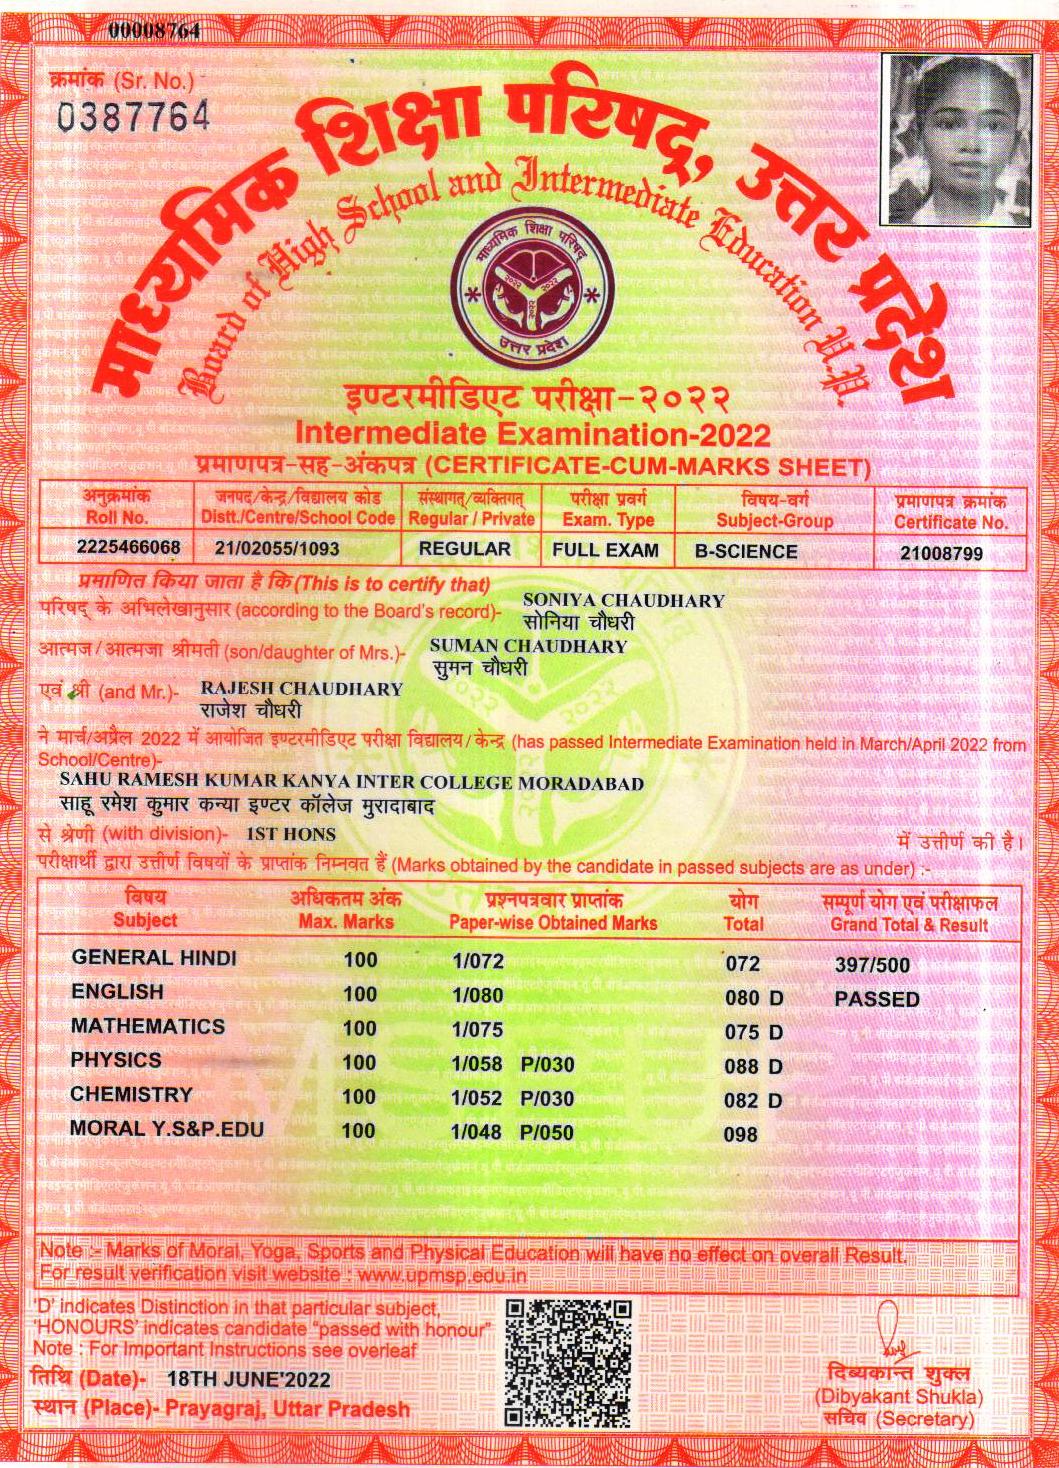 00008764
क्रमांक (Sr. No.)
0387764
माध्यमिक शिक्षा परिषद्, उत्तर प्रदेश
Board of High School and Intermediate Education U.P.
माध्यमिक शिक्षा परिषद्
२०२२ २०२२
२०२२
उत्तर प्रदेश
इण्टरमीडिएट परीक्षा-२०२२
Intermediate Examination-2022
प्रमाणपत्र-सह-अंकपत्र (CERTIFICATE-CUM-MARKS SHEET)
अनुक्रमांक जनपद/केन्द्र/विद्यालय कोड संस्थागत्/व्यक्तिगत् परीक्षा प्रवर्ग विषय-वर्ग प्रमाणपत्र क्रमांक
Roll No. Distt./Centre/School Code Regular / Private Exam. Type Subject-Group Certificate No.
2225466068 21/02055/1093 REGULAR FULL EXAM B-SCIENCE 21008799
प्रमाणित किया जाता है कि (This is to certify that)
परिषद के अभिलेखानुसार (according to the Board's record)- SONIYA CHAUDHARY
सोनिया चौधरी
आत्मज/आत्मजा श्रीमती (son/daughter of Mrs.)- SUMAN CHAUDHARY
सुमन चौधरी
एवं श्री (and Mr.)- RAJESH CHAUDHARY
राजेश चौधरी
ने मार्च/अप्रैल 2022 में आयोजित इण्टरमीडिएट परीक्षा विद्यालय/केन्द्र (has passed Intermediate Examination held in March/April 2022 from
School/Centre)-
SAHU RAMESH KUMAR KANYA INTER COLLEGE MORADABAD
साहू रमेश कुमार कन्या इण्टर कॉलेज मुरादाबाद
से श्रेणी (with division)- 1ST HONS में उत्तीर्ण की है।
परीक्षार्थी द्वारा उत्तीर्ण विषयों के प्राप्तांक निम्नवत हैं (Marks obtained by the candidate in passed subjects are as under) :-
विषय अधिकतम अंक प्रश्नपत्रवार प्राप्तांक योग सम्पूर्ण योग एवं परीक्षाफल
Subject Max. Marks Paper-wise Obtained Marks Total Grand Total & Result
GENERAL HINDI 100 1/072 072 397/500
ENGLISH 100 1/080 080 D PASSED
MATHEMATICS 100 1/075 075 D
PHYSICS 100 1/058 P/030 088 D
CHEMISTRY 100 1/052 P/030 082 D
MORAL Y.S&P.EDU 100 1/048 P/050 098
Note :- Marks of Moral, Yoga, Sports and Physical Education will have no effect on overall Result.
For result verification visit website : www.upmsp.edu.in
'D' indicates Distinction in that particular subject,
'HONOURS' indicates candidate "passed with honour"
Note : For Important Instructions see overleaf
तिथि (Date)- 18TH JUNE'2022
स्थान (Place)- Prayagraj, Uttar Pradesh
दिब्यकान्त शुक्ल
(Dibyakant Shukla)
सचिव (Secretary)